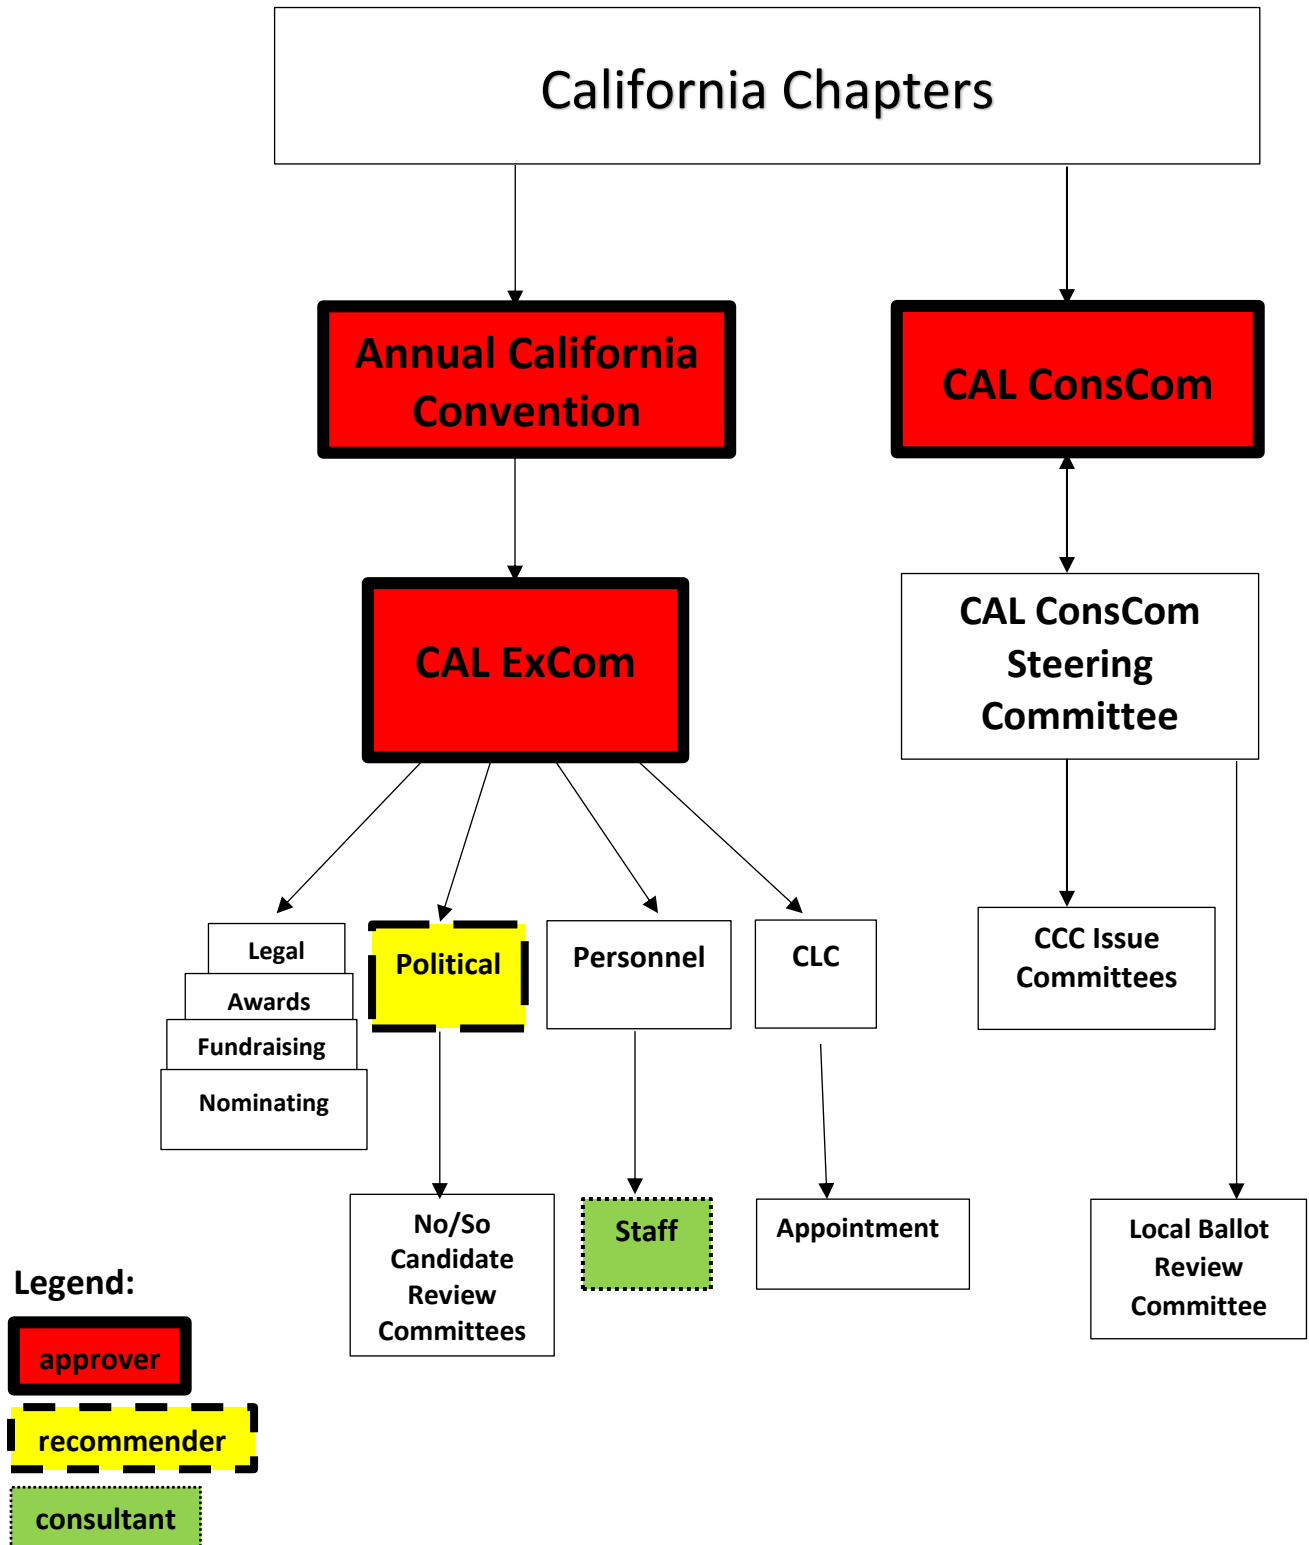 California Chapters
Annual California
Convention
CAL ConsCom
CAL ExCom
CAL ConsCom
Steering
Committee
Legal
Awards
Fundraising
Nominating
Political
Personnel
CLC
CCC Issue
Committees
No/So
Candidate
Review
Committees
Staff
Appointment
Local Ballot
Review
Committee
Legend:
approver
recommender
consultant